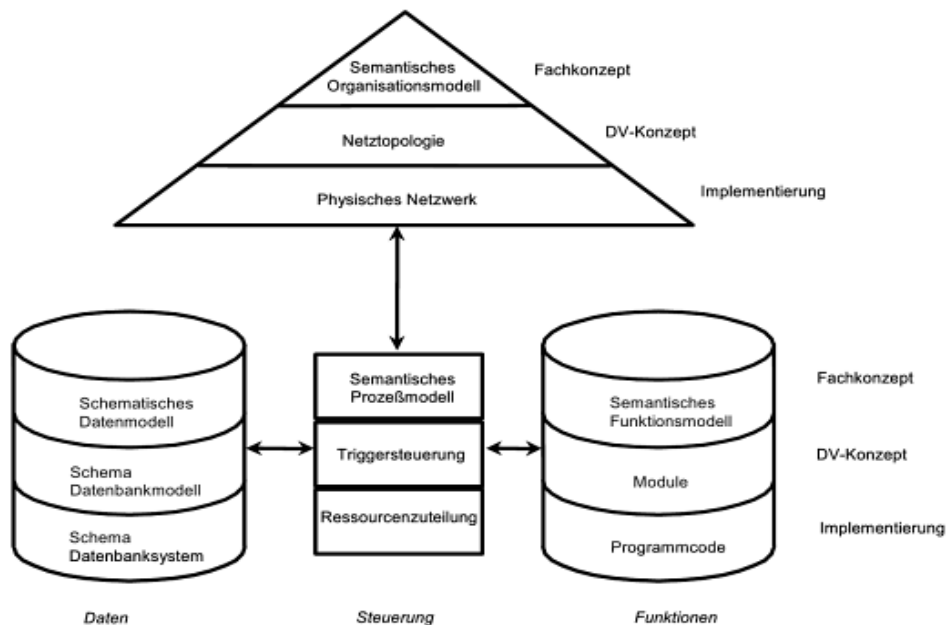 Semantisches
Organisationsmodell
Fachkonzept
Netztopologie
DV-Konzept
Physisches Netzwerk
Implementierung
Schematisches
Datenmodell
Schema
Datenbankmodell
Schema
Datenbanksystem
Semantisches
Prozeßmodell
Triggersteuerung
Ressourcenzuteilung
Semantisches
Funktionsmodell
Module
Programmcode
Fachkonzept
DV-Konzept
Implementierung
Daten
Steuerung
Funktionen